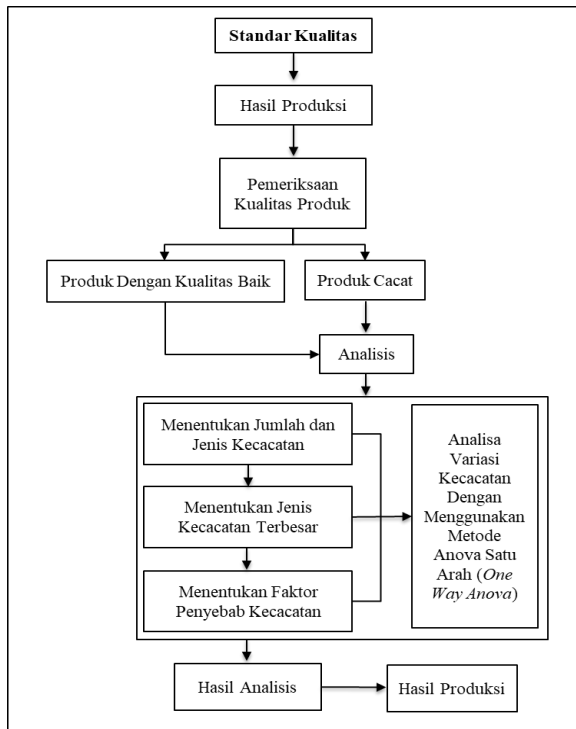 Standar Kualitas
Hasil Produksi
Pemeriksaan
Kualitas Produk
Produk Dengan Kualitas Baik
Produk Cacat
Analisis
Menentukan Jumlah dan
Jenis Kecacatan
Menentukan Jenis
Kecacatan Terbesar
Menentukan Faktor
Penyebab Kecacatan
Analisa
Variasi
Kecacatan
Dengan
Menggunakan
Metode
Anova Satu
Arah (One
Way Anova)
Hasil Analisis
Hasil Produksi